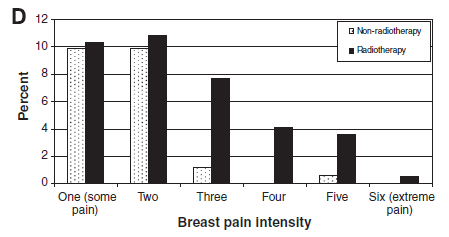 D
12
10
8
6
4
2
0
Percent
Non-radiotherapy
Radiotherapy
One (some pain)
Two
Three
Four
Five
Six (extreme pain)
Breast pain intensity